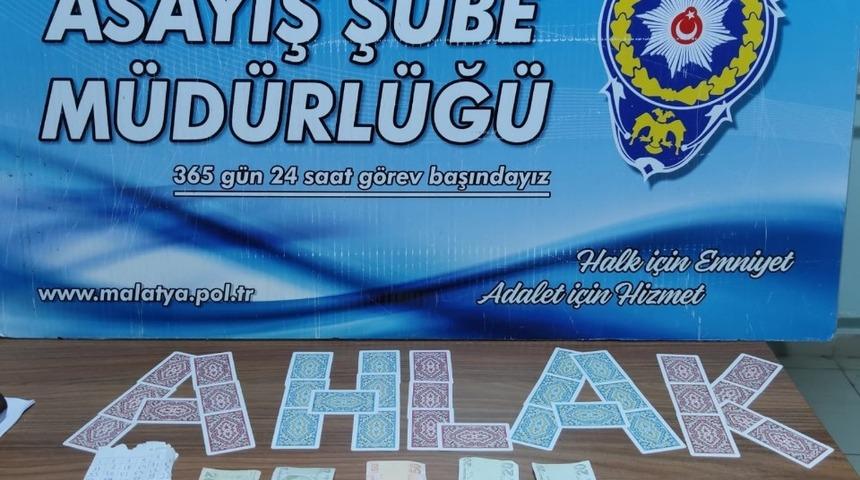 ASAYİŞ ŞUBE
MÜDÜRLÜĞÜ
365 gün 24 saat görev başındayız
Halk için Emniyet
www.malatya.pol.tr
Adalet için Hizmet
AHLAK